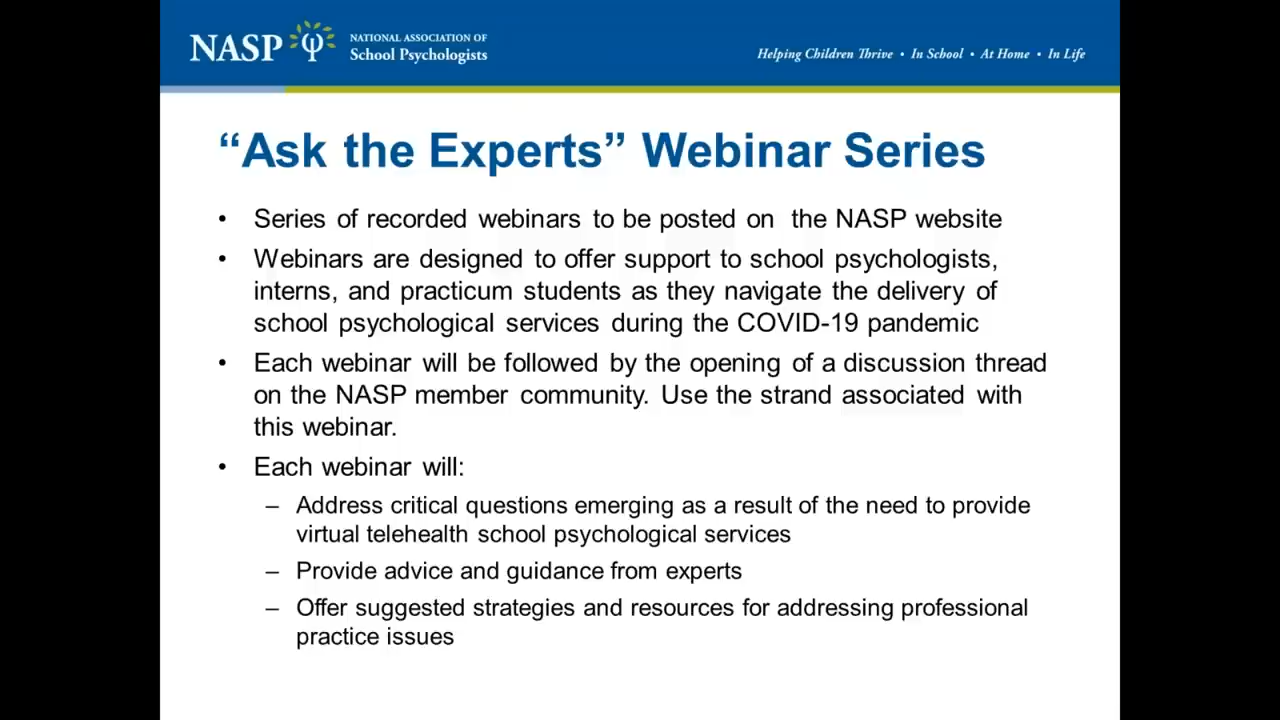 NASP NATIONAL ASSOCIATION OF
School Psychologists
Helping Children Thrive • In School • At Home • In Life
“Ask the Experts” Webinar Series
• Series of recorded webinars to be posted on the NASP website
• Webinars are designed to offer support to school psychologists,
interns, and practicum students as they navigate the delivery of
school psychological services during the COVID-19 pandemic
• Each webinar will be followed by the opening of a discussion thread
on the NASP member community. Use the strand associated with
this webinar.
• Each webinar will:
– Address critical questions emerging as a result of the need to provide
virtual telehealth school psychological services
– Provide advice and guidance from experts
– Offer suggested strategies and resources for addressing professional
practice issues